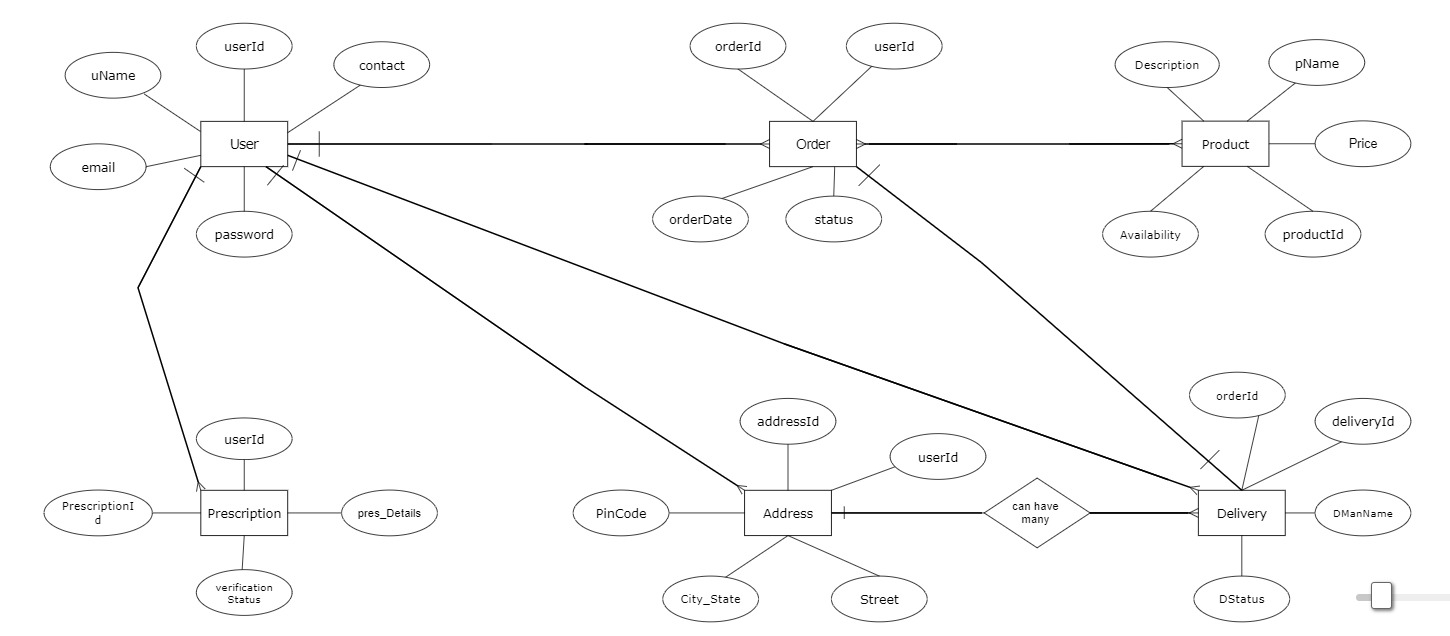 userId
contact
uName
User
email
password
orderId
userId
Order
orderDate
status
Description
pName
Product
Price
Availability
productId
userId
PrescriptionI
d
Prescription
pres_Details
verification
Status
addressId
userId
PinCode
Address
City_State
Street
can have
many
orderId
deliveryId
Delivery
DManName
DStatus